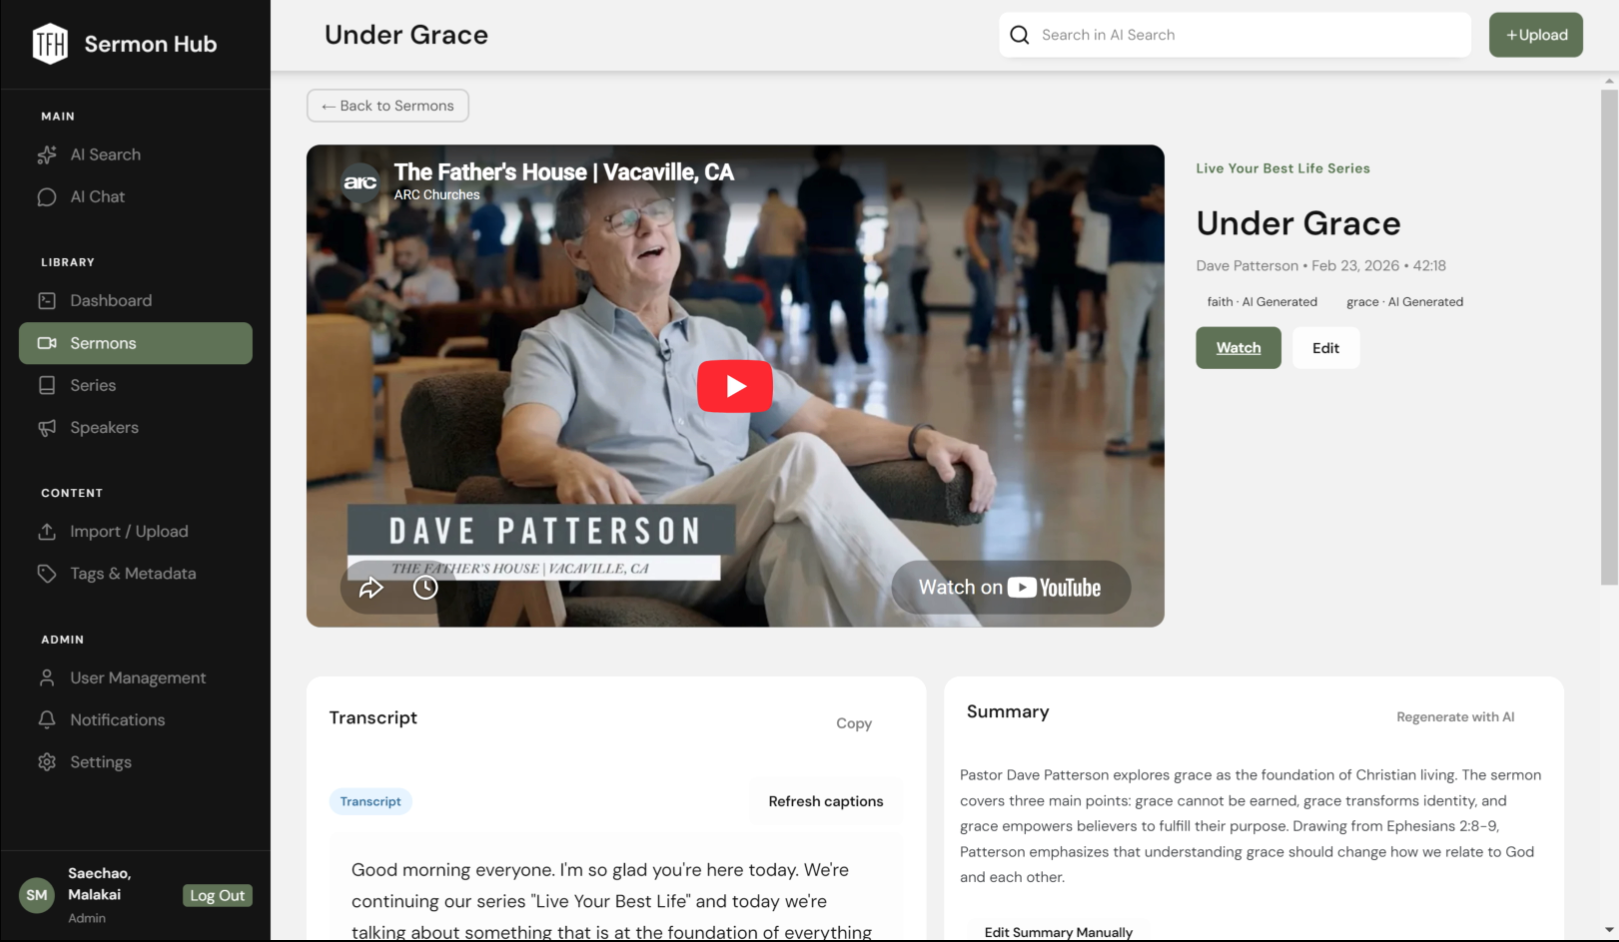 TFH Sermon Hub
MAIN
AI Search
AI Chat
LIBRARY
Dashboard
Sermons
Series
Speakers
CONTENT
Import / Upload
Tags & Metadata
ADMIN
User Management
Notifications
Settings
SM
Saechao,
Malakai
Admin
Log Out
Under Grace
Search in AI Search
+Upload
← Back to Sermons
arc
The Father's House | Vacaville, CA
ARC Churches
DAVE PATTERSON
THE FATHER'S HOUSE | VACAVILLE, CA
Watch on YouTube
Live Your Best Life Series
Under Grace
Dave Patterson • Feb 23, 2026 • 42:18
faith · AI Generated grace · AI Generated
Watch Edit
Transcript
Copy
Transcript
Refresh captions
Good morning everyone. I'm so glad you're here today. We're
continuing our series "Live Your Best Life" and today we're
talking about something that is at the foundation of everything
Summary
Regenerate with AI
Pastor Dave Patterson explores grace as the foundation of Christian living. The sermon
covers three main points: grace cannot be earned, grace transforms identity, and
grace empowers believers to fulfill their purpose. Drawing from Ephesians 2:8-9,
Patterson emphasizes that understanding grace should change how we relate to God
and each other.
Edit Summary Manually